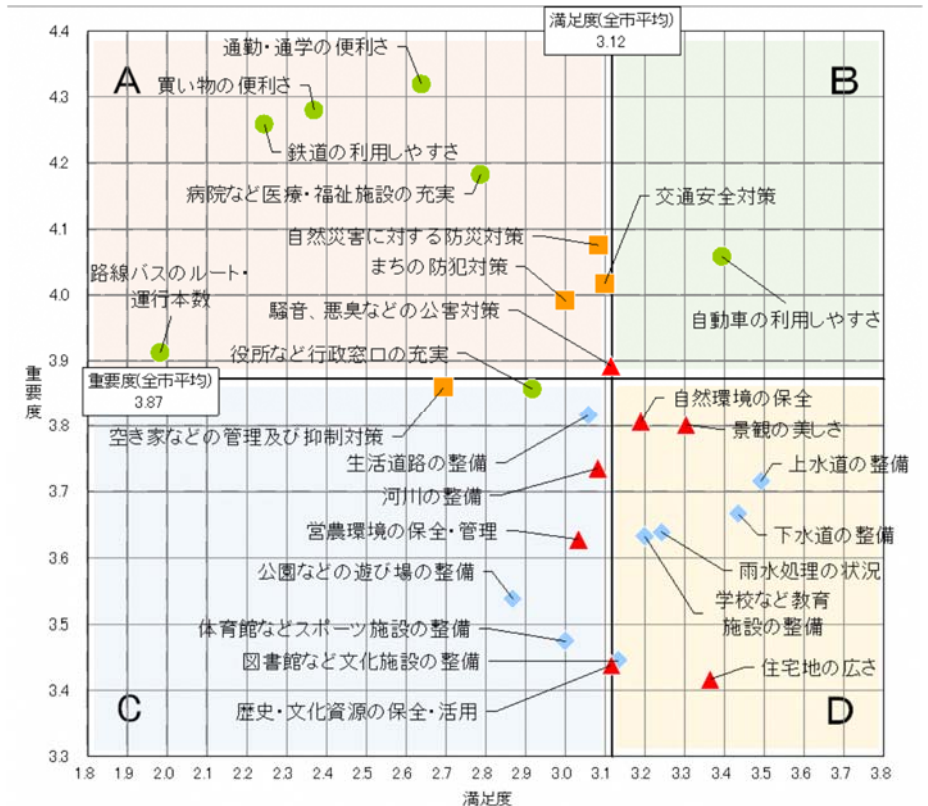 満足度(全市平均)
3.12
4.4
4.3
4.2
4.1
4.0
3.9
3.8
3.7
3.6
3.5
3.4
3.3
A
B
通勤・通学の便利さ
買い物の便利さ
鉄道の利用しやすさ
病院など医療・福祉施設の充実
交通安全対策
自然災害に対する防災対策
まちの防犯対策
路線バスのルート・
運行本数
騒音、悪臭などの公害対策
自動車の利用しやすさ
役所など行政窓口の充実
重要度
重要度(全市平均)
3.87
自然環境の保全
景観の美しさ
空き家などの管理及び抑制対策
生活道路の整備
上水道の整備
河川の整備
営農環境の保全・管理
下水道の整備
公園などの遊び場の整備
雨水処理の状況
学校など教育
施設の整備
体育館などスポーツ施設の整備
図書館など文化施設の整備
住宅地の広さ
歴史・文化資源の保全・活用
C
D
1.8
1.9
2.0
2.1
2.2
2.3
2.4
2.5
2.6
2.7
2.8
2.9
3.0
3.1
3.2
3.3
3.4
3.5
3.6
3.7
3.8
満足度